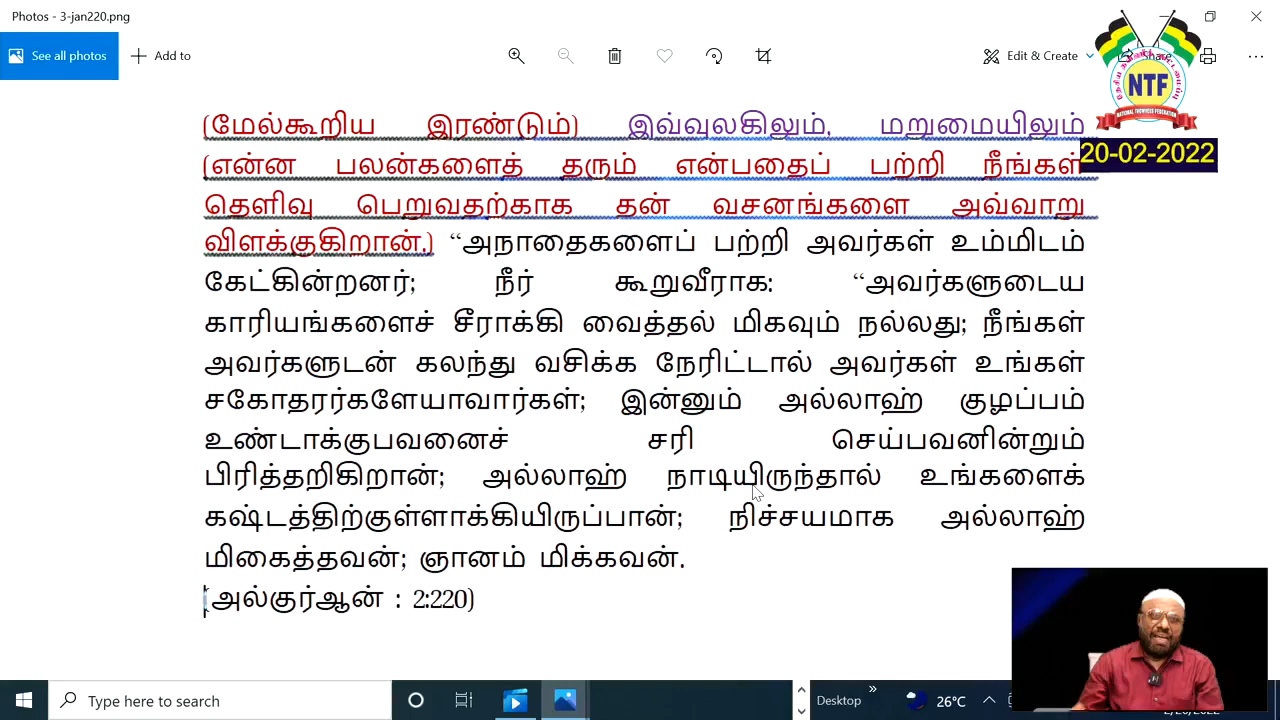 Photos - 3-jan220.png
See all photos
Add to
Edit & Create
Share
NTF
NATIONAL THOWHEED FEDERATION
20-02-2022
(மேல்கூறிய இரண்டும்) இவ்வுலகிலும், மறுமையிலும்
(என்ன பலன்களைத் தரும் என்பதைப் பற்றி நீங்கள்
தெளிவு பெறுவதற்காக தன் வசனங்களை அவ்வாறு
விளக்குகிறான்.) “அநாதைகளைப் பற்றி அவர்கள் உம்மிடம்
கேட்கின்றனர்; நீர் கூறுவீராக: “அவர்களுடைய
காரியங்களைச் சீராக்கி வைத்தல் மிகவும் நல்லது; நீங்கள்
அவர்களுடன் கலந்து வசிக்க நேரிட்டால் அவர்கள் உங்கள்
சகோதரர்களேயாவார்கள்; இன்னும் அல்லாஹ் குழப்பம்
உண்டாக்குபவனைச் சரி செய்பவனின்றும்
பிரித்தறிகிறான்; அல்லாஹ் நாடியிருந்தால் உங்களைக்
கஷ்டத்திற்குள்ளாக்கியிருப்பான்; நிச்சயமாக அல்லாஹ்
மிகைத்தவன்; ஞானம் மிக்கவன்.
(அல்குர்ஆன் : 2:220)
Type here to search
Desktop
26°C